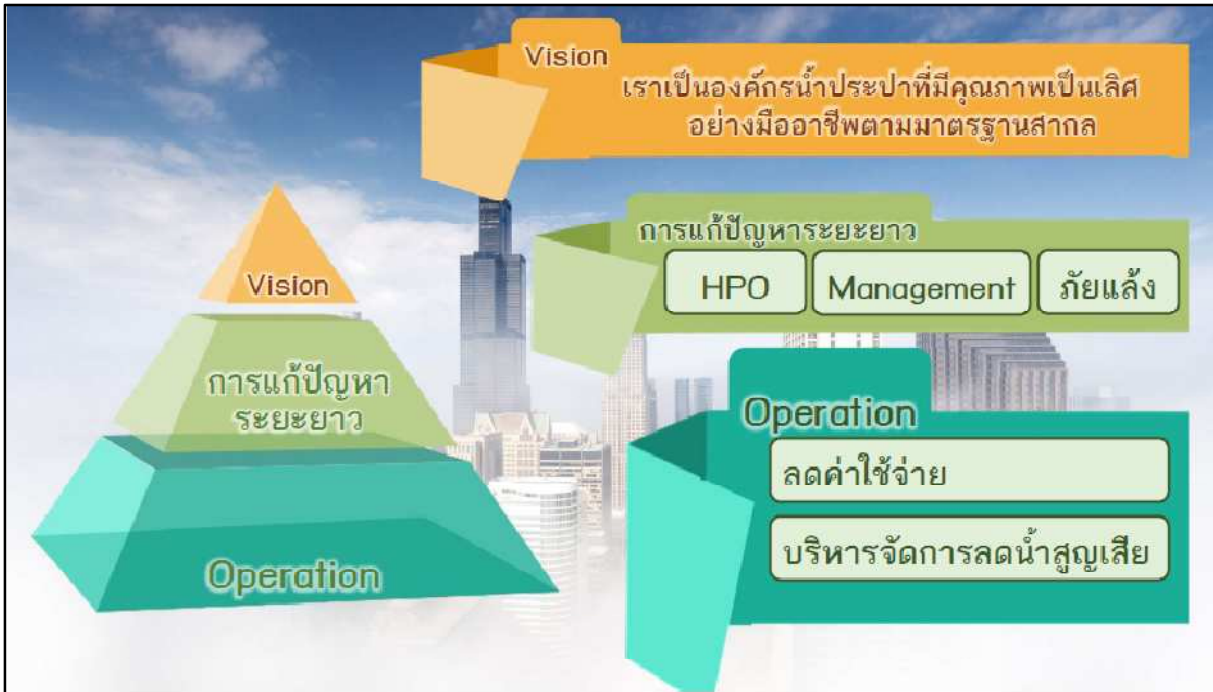 Vision
เราเป็นองค์กรน้ำประปาที่มีคุณภาพเป็นเลิศ
อย่างมืออาชีพตามมาตรฐานสากล
การแก้ปัญหาระยะยาว
HPO
Management
ภัยแล้ง
Operation
ลดค่าใช้จ่าย
บริหารจัดการลดน้ำสูญเสีย
Vision
การแก้ปัญหา
ระยะยาว
Operation